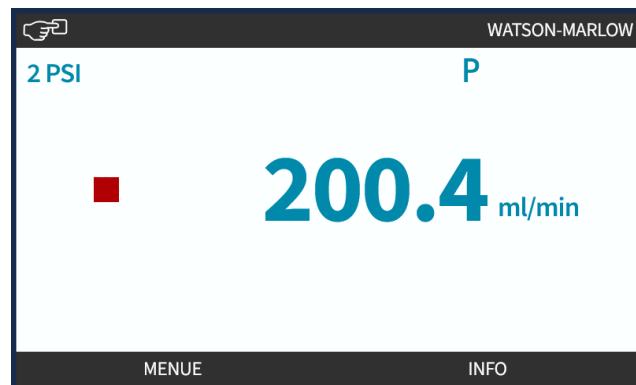 WATSON-MARLOW
2 PSI
P
200.4 ml/min
MENUE
INFO